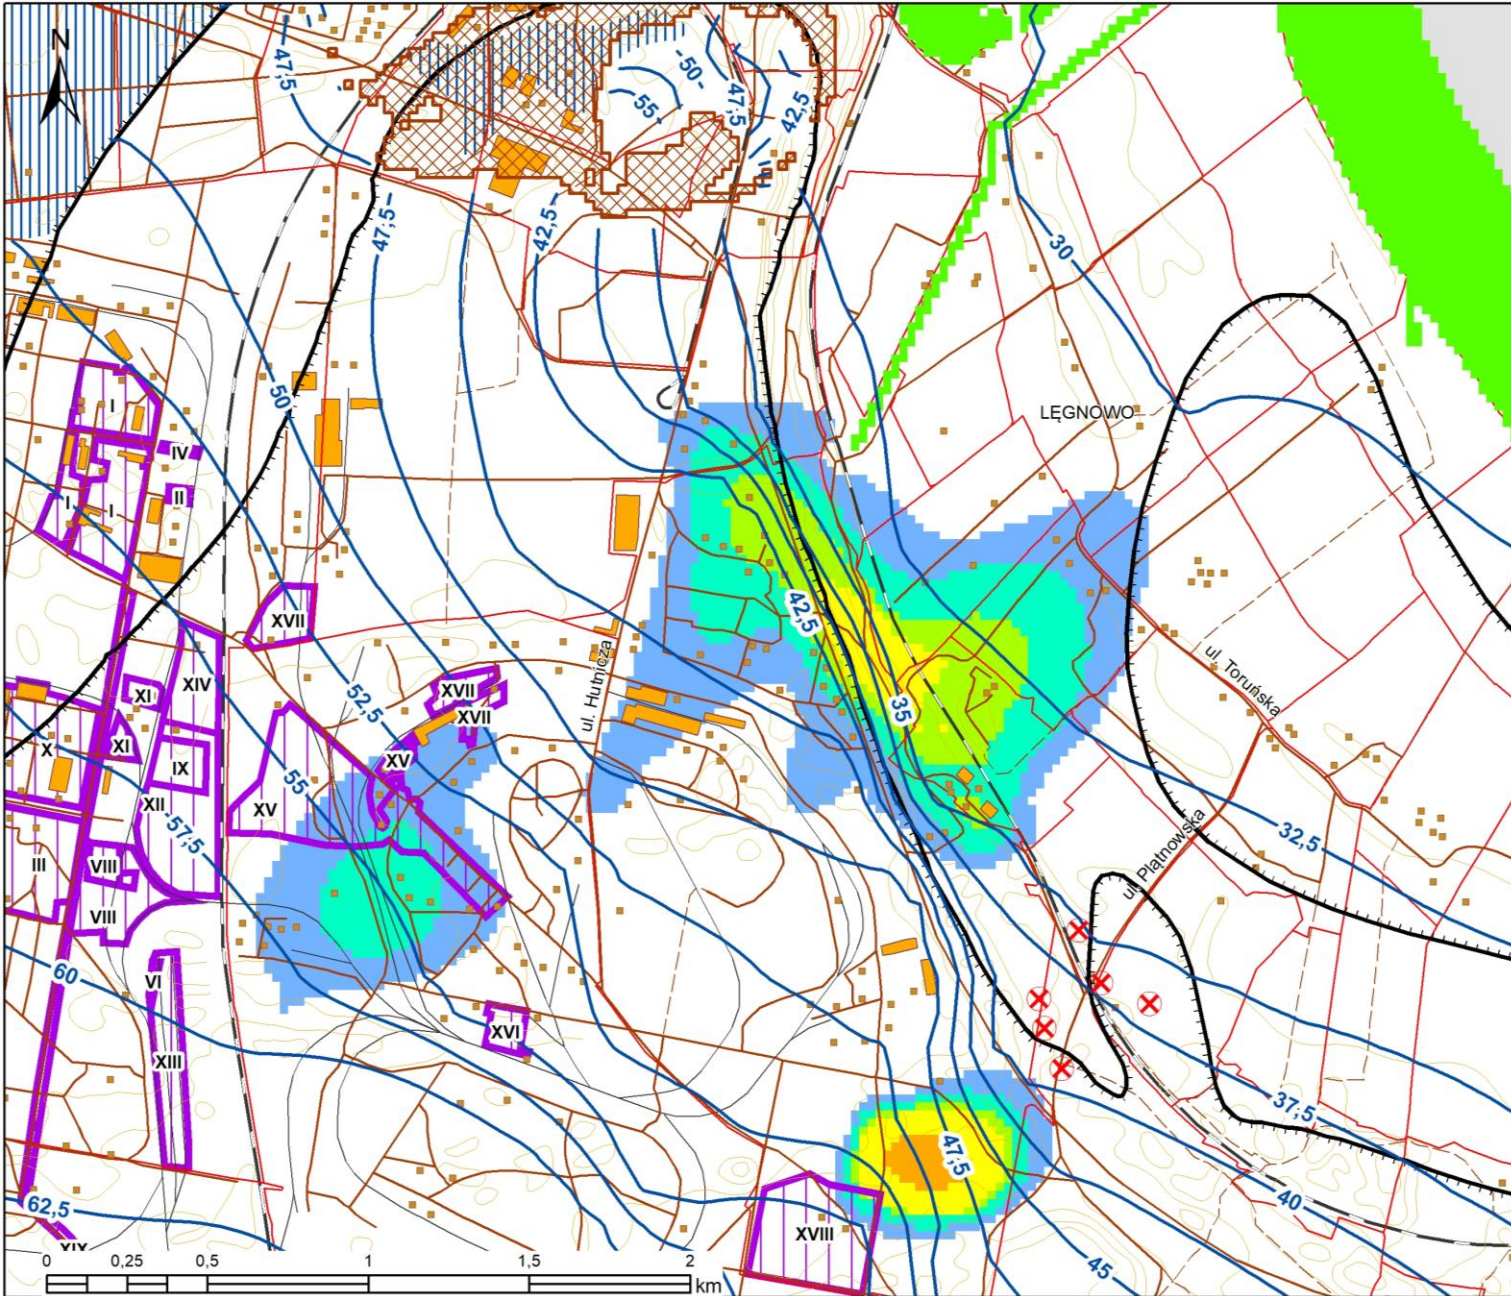 N
47,5
-50-
55-
47,5
42,5
47,5-
42,5-
30
50
I
IV
I
I
II
LĘGNOWO
XVII
42,5
ul. Hutnicza
ul. Toruńska
XIV
XI
XVII
52,5
XVII
35
X
XI
IX
XV
55
XV
XII
-57,5
ul. Płątnowska
32,5
III
VIII
VIII
60
VI
XVI
XIII
37,5
47,5
40
62,5
XVIII
45
XIX
0
0,25
0,5
1
1,5
2
km